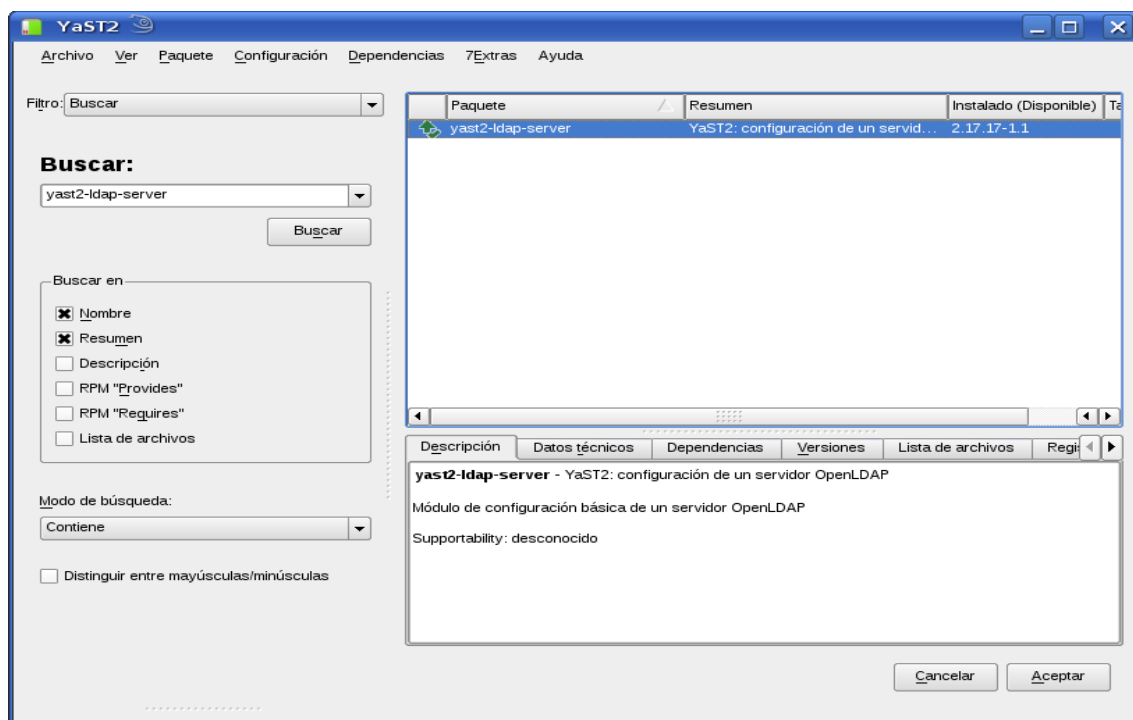 YaST2
Archivo Ver Paquete Configuración Dependencias 7Extras Ayuda
Filtro: Buscar
Buscar:
yast2-ldap-server
Buscar
Buscar en
Nombre
Resumen
Descripción
RPM "Provides"
RPM "Requires"
Lista de archivos
Modo de búsqueda:
Contiene
Distinguir entre mayúsculas/minúsculas
Paquete Resumen Instalado (Disponible)
yast2-ldap-server YaST2: configuración de un servid... 2.17.17-1.1
Descripción Datos técnicos Dependencias Versiones Lista de archivos Regi
yast2-ldap-server - YaST2: configuración de un servidor OpenLDAP
Módulo de configuración básica de un servidor OpenLDAP
Supportability: desconocido
Cancelar Aceptar